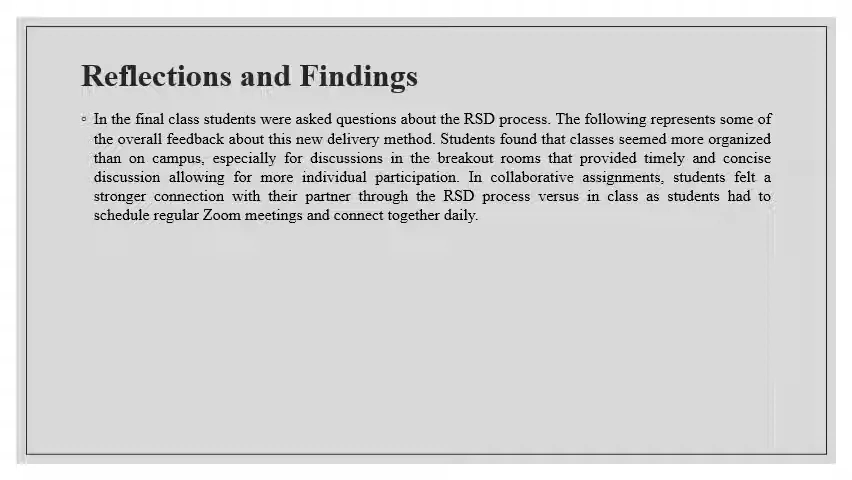 Reflections and Findings
◦ In the final class students were asked questions about the RSD process. The following represents some of
the overall feedback about this new delivery method. Students found that classes seemed more organized
than on campus, especially for discussions in the breakout rooms that provided timely and concise
discussion allowing for more individual participation. In collaborative assignments, students felt a
stronger connection with their partner through the RSD process versus in class as students had to
schedule regular Zoom meetings and connect together daily.